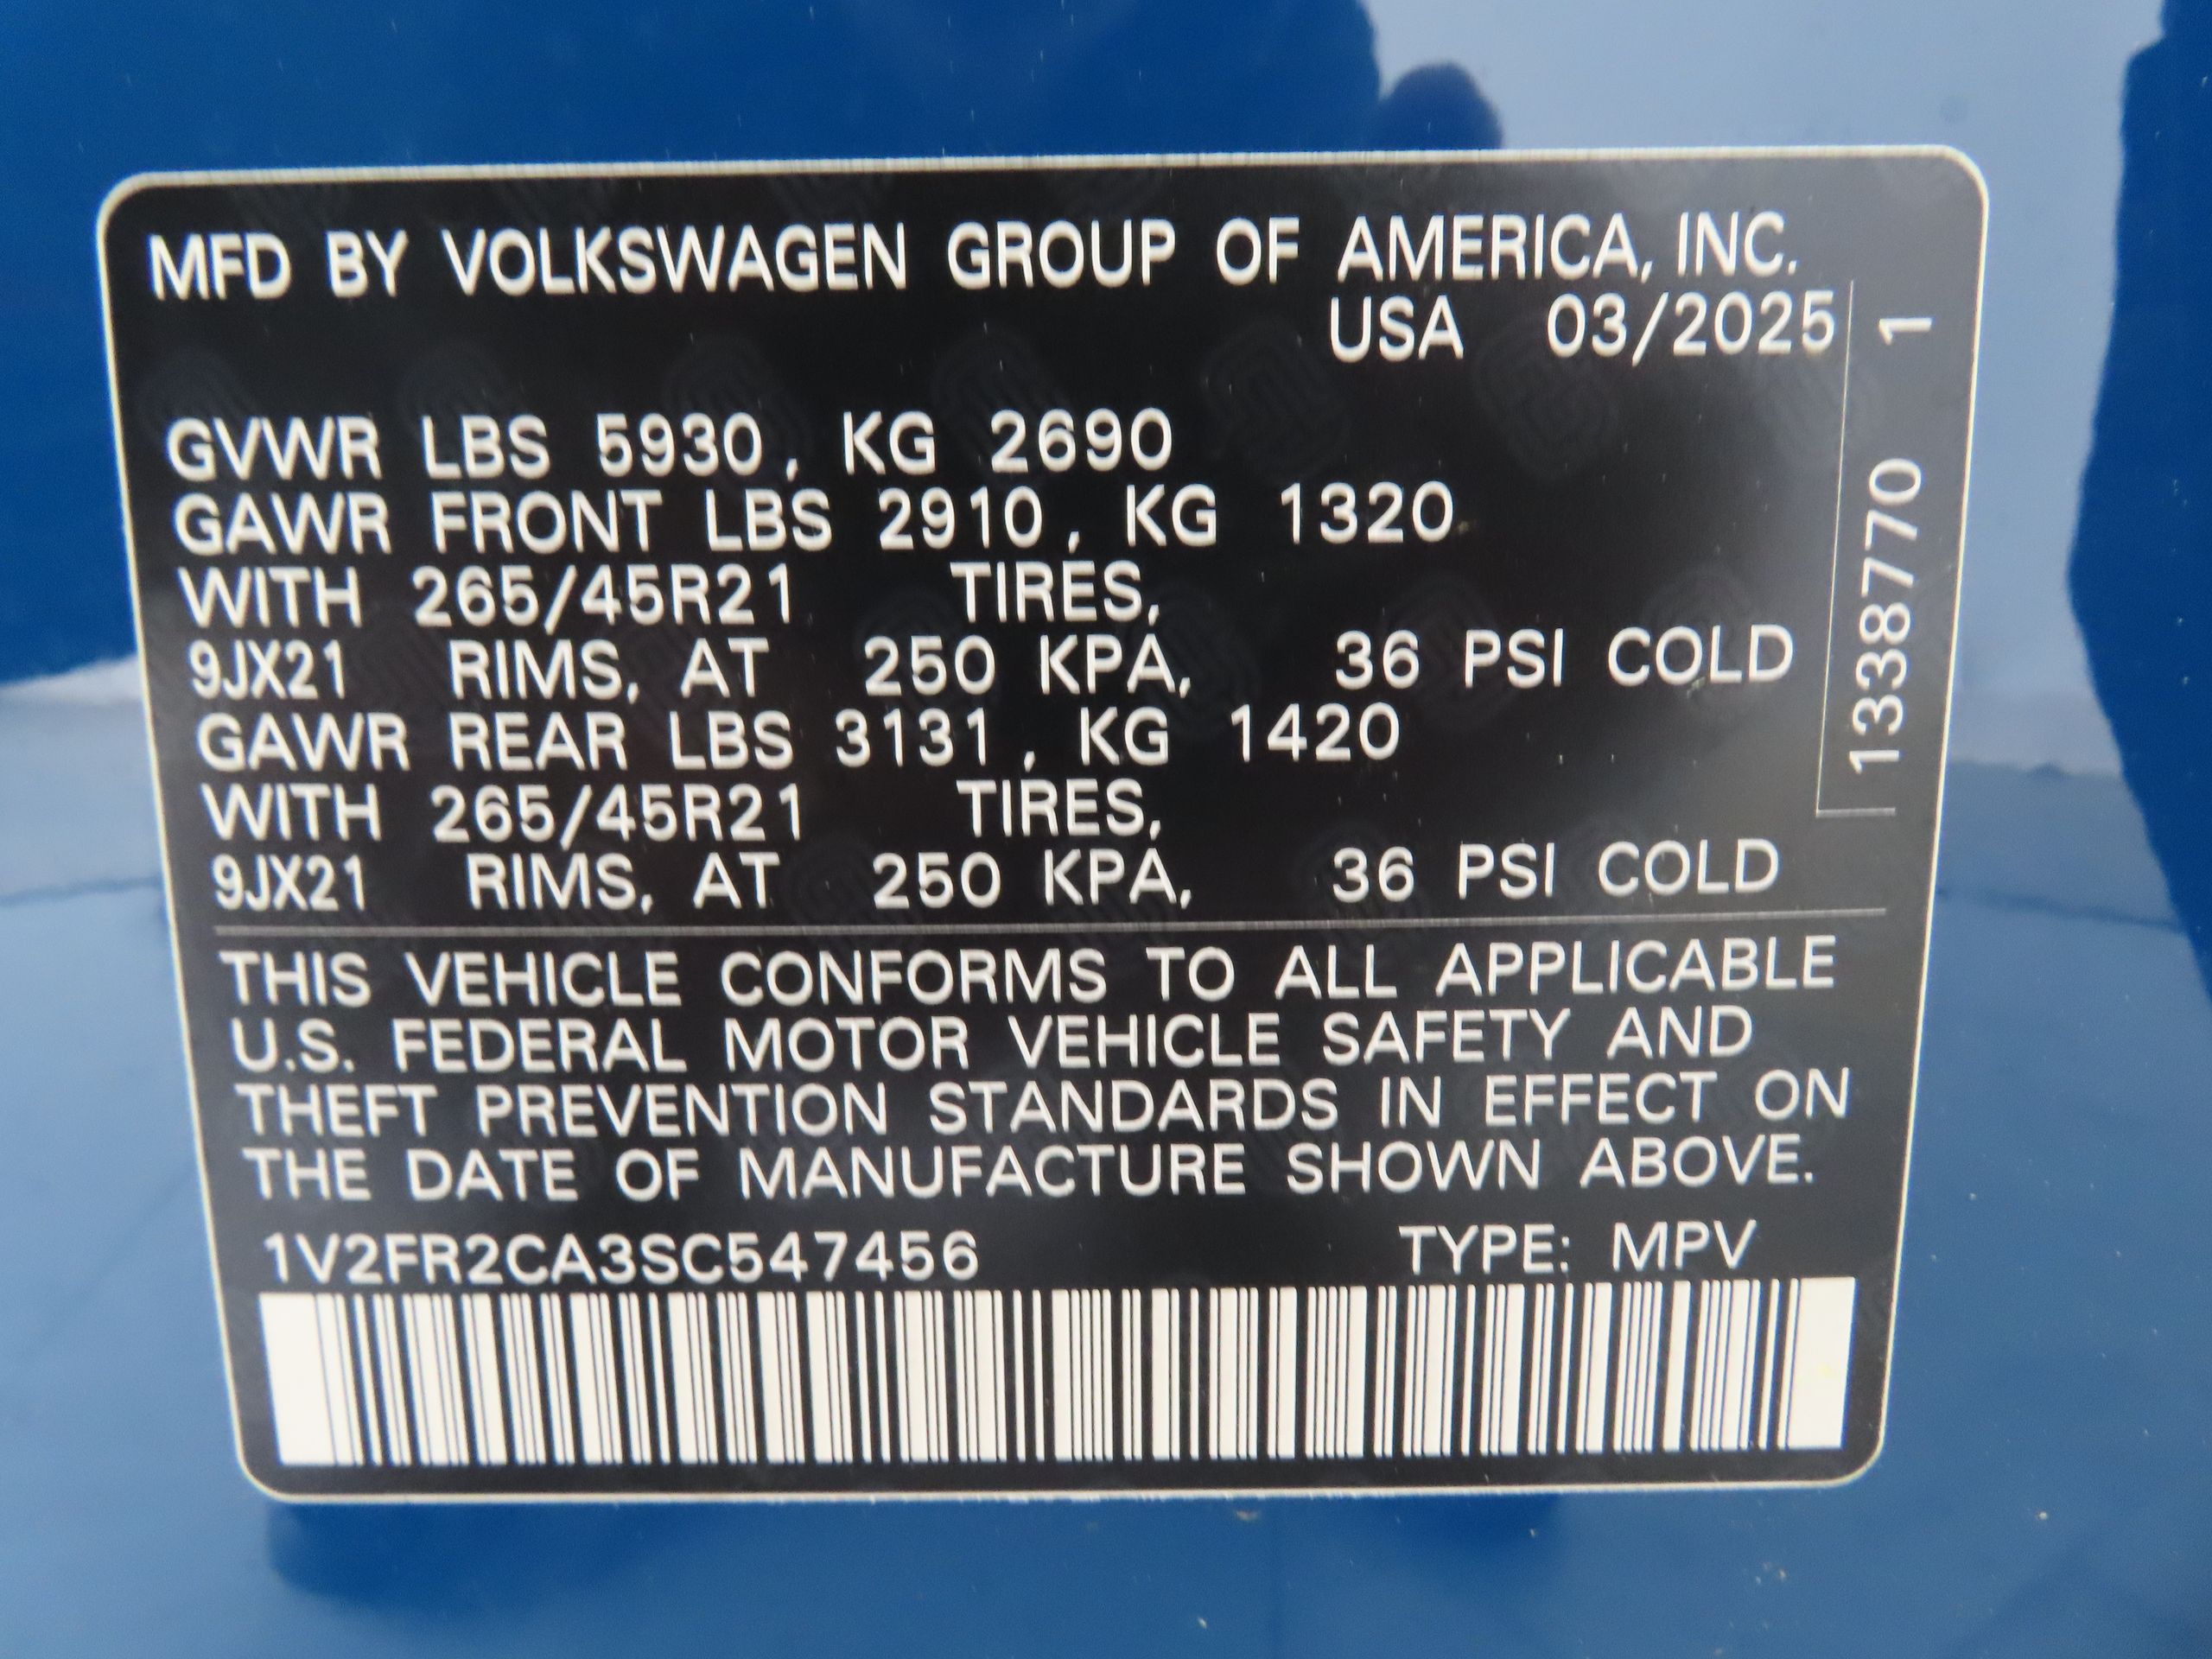 MFD BY VOLKSWAGEN GROUP OF AMERICA, INC.
USA 03/2025
GVWR LBS 5930, KG 2690
GAWR FRONT LBS 2910, KG 1320
WITH 265/45R21 TIRES,
9JX21 RIMS, AT 250 KPA, 36 PSI COLD
GAWR REAR LBS 3131, KG 1420
WITH 265/45R21 TIRES,
9JX21 RIMS, AT 250 KPA, 36 PSI COLD
1338770 1
THIS VEHICLE CONFORMS TO ALL APPLICABLE
U.S. FEDERAL MOTOR VEHICLE SAFETY AND
THEFT PREVENTION STANDARDS IN EFFECT ON
THE DATE OF MANUFACTURE SHOWN ABOVE.
1V2FR2CA3SC547456 TYPE: MPV